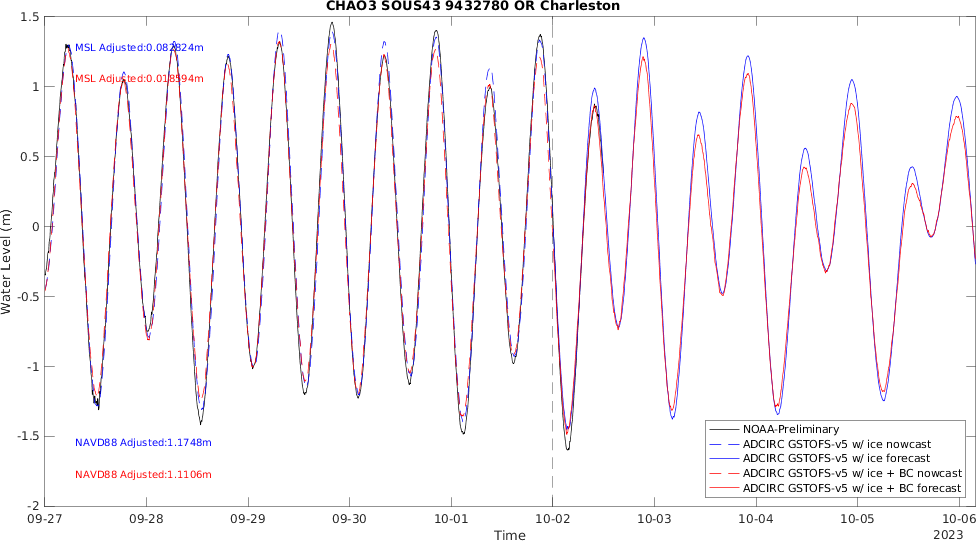 CHAO3 SOUS43 9432780 OR Charleston
1.5
MSL Adjusted:0.082824m
MSL Adjusted:0.018594m
1
0.5
0
Water Level (m)
-0.5
-1
-1.5
NAVD88 Adjusted:1.1748m
NAVD88 Adjusted:1.1106m
NOAA-Preliminary
ADCIRC GSTOFS-v5 w/ ice nowcast
ADCIRC GSTOFS-v5 w/ ice forecast
ADCIRC GSTOFS-v5 w/ ice + BC nowcast
ADCIRC GSTOFS-v5 w/ ice + BC forecast
-2
09-27 09-28 09-29 09-30 10-01 10-02 10-03 10-04 10-05 10-06
Time
2023